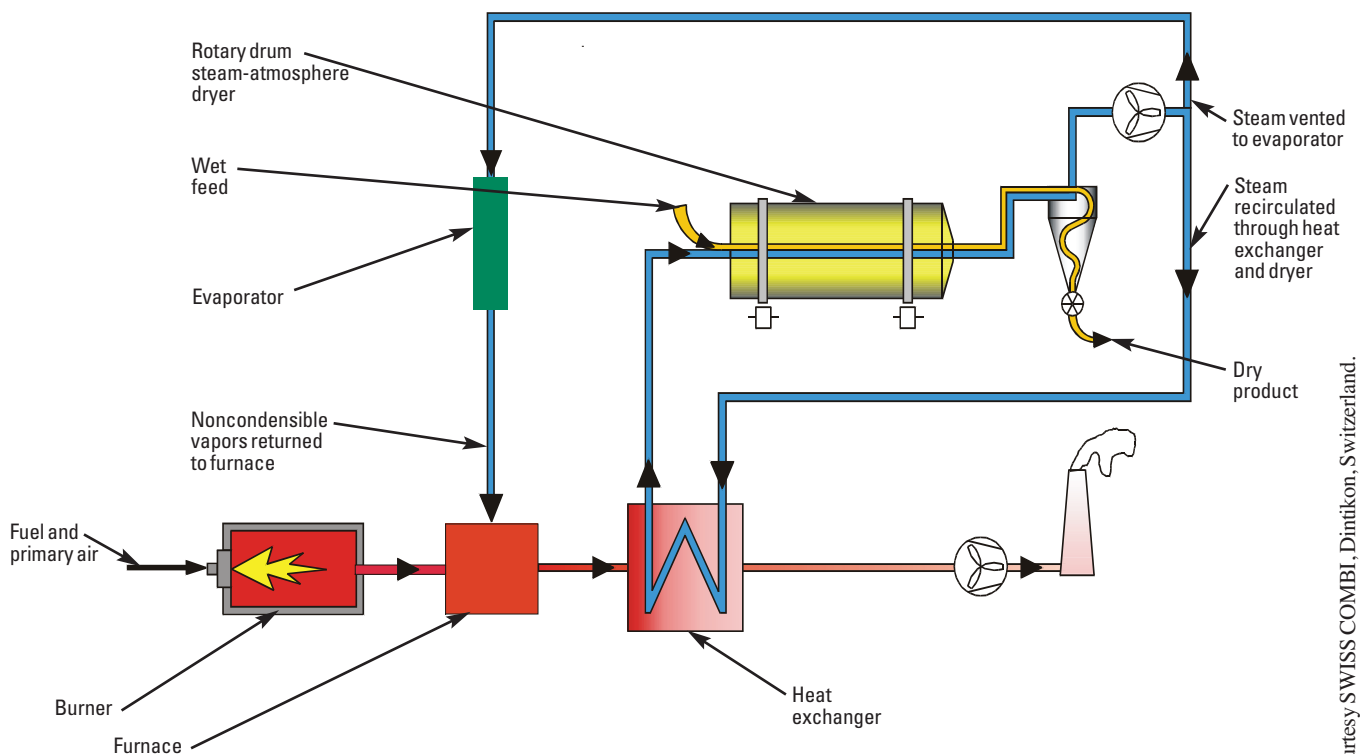 Rotary drum
steam-atmosphere
dryer
Wet
feed
Evaporator
Noncondensible
vapors returned
to furnace
Fuel and
primary air
Burner
Furnace
Heat
exchanger
Steam vented
to evaporator
Steam
recirculated
through heat
exchanger
and dryer
Dry
product
urtesy SWISS COMBI, Dintikon, Switzerland.